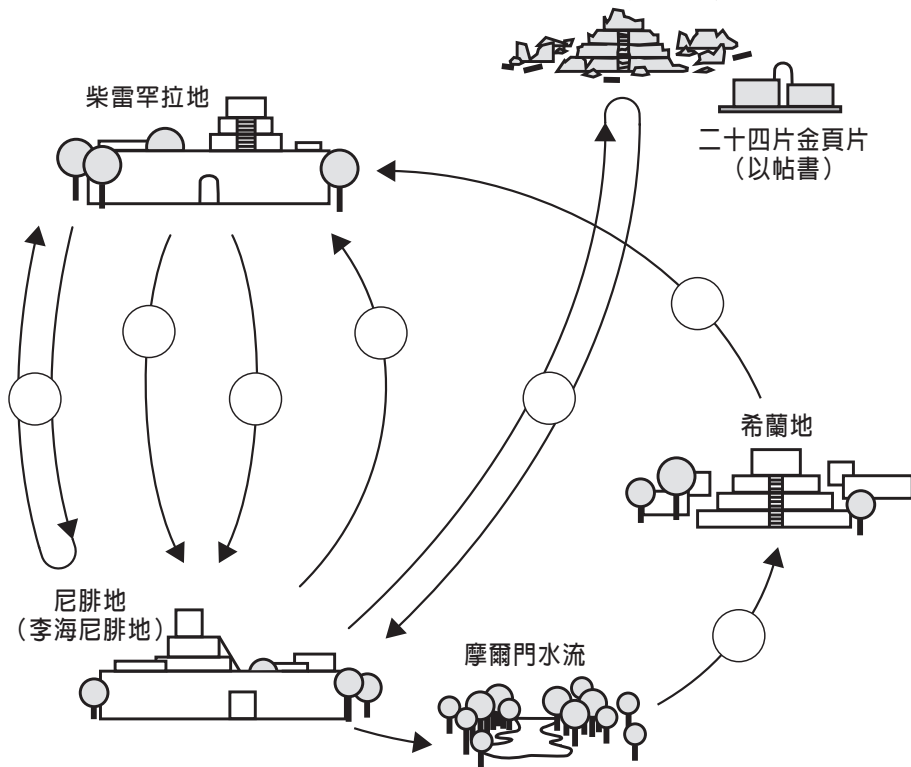 柴雷罕拉地
二十四片金頁片
（以帖書）
希蘭地
尼腓地
（李海尼腓地）
摩爾門水流